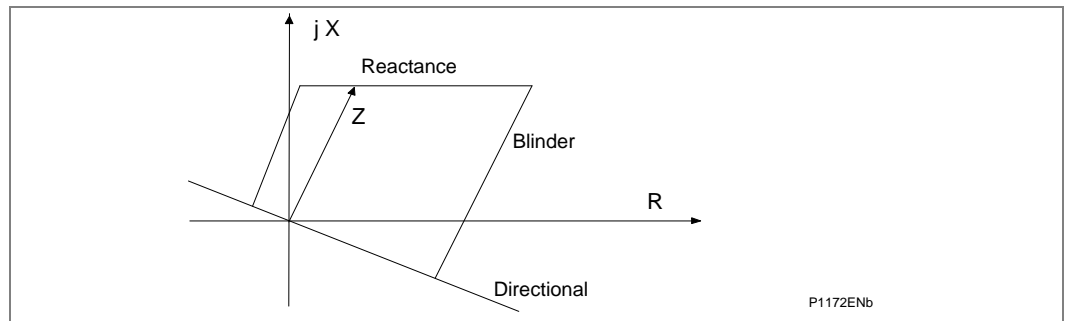 j X
Reactance
Z
Blinder
R
Directional
P1172ENb